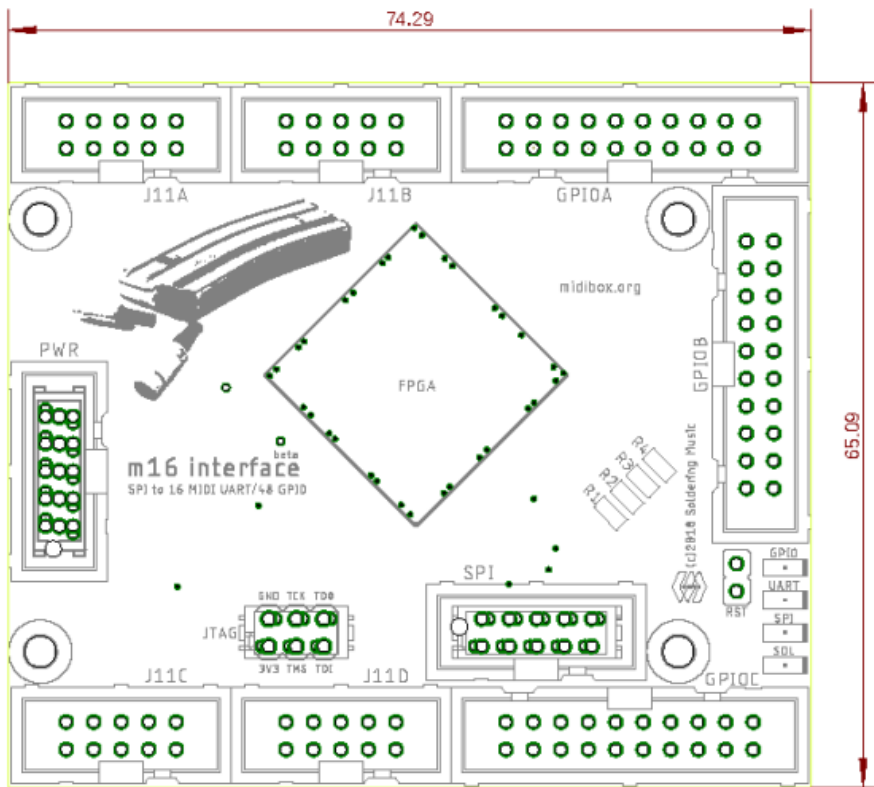 74.29
J11A
J11B
GPIOA
midibox.org
PWR
FPGA
GPIOB
65.09
beta
m16 interface
SPI to 16 MIDI UART/48 GPIO
R1
R2
R3
R4
(c)2018 Soldering Music
SPI
GPIO
UART
RST
SPI
SOL
GND TCK TDO
JTAG
3V3 TMS TDI
J11C
J11D
GPIOC